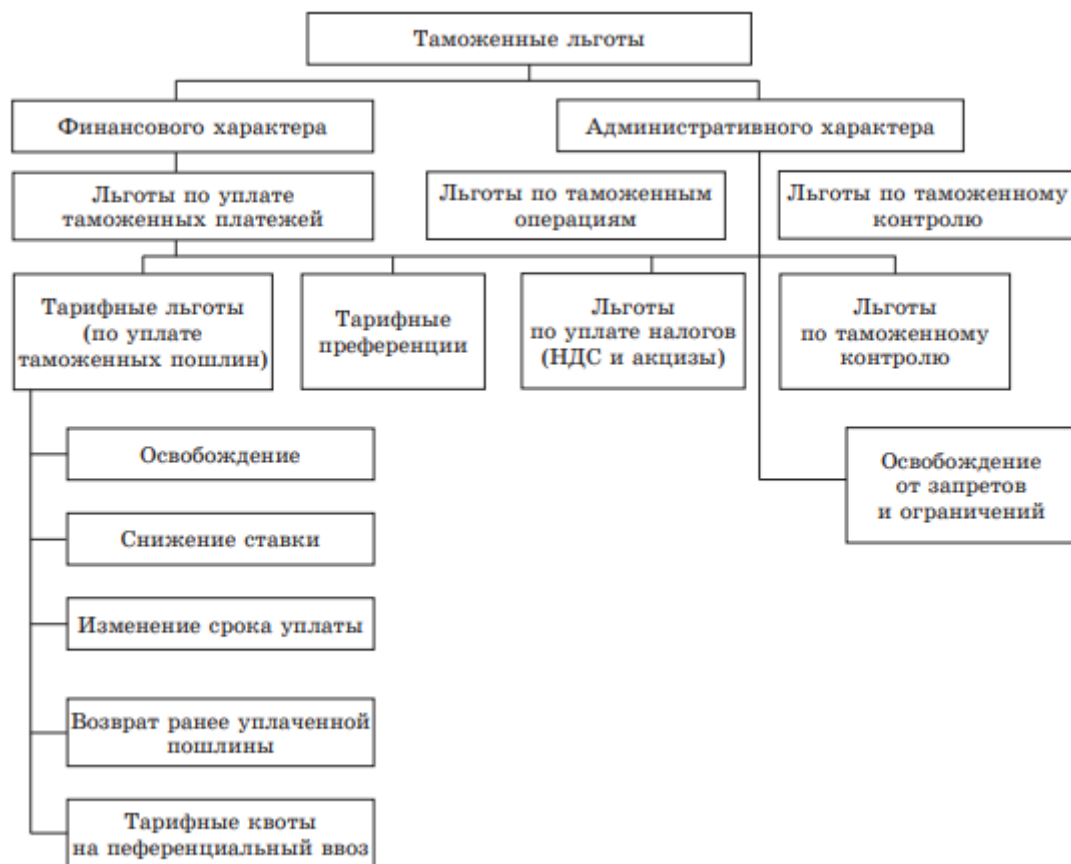 Таможенные льготы
Финансового характера
Административного характера
Льготы по уплате
таможенных платежей
Льготы по таможенным
операциям
Льготы по таможенному
контролю
Тарифные льготы
(по уплате
таможенных пошлин)
Тарифные
преференции
Льготы
по уплате налогов
(НДС и акцизы)
Льготы
по таможенному
контролю
Освобождение
Снижение ставки
Изменение срока уплаты
Возврат ранее уплаченной
пошлины
Тарифные квоты
на пеференциальный ввоз
Освобождение
от запретов
и ограничений